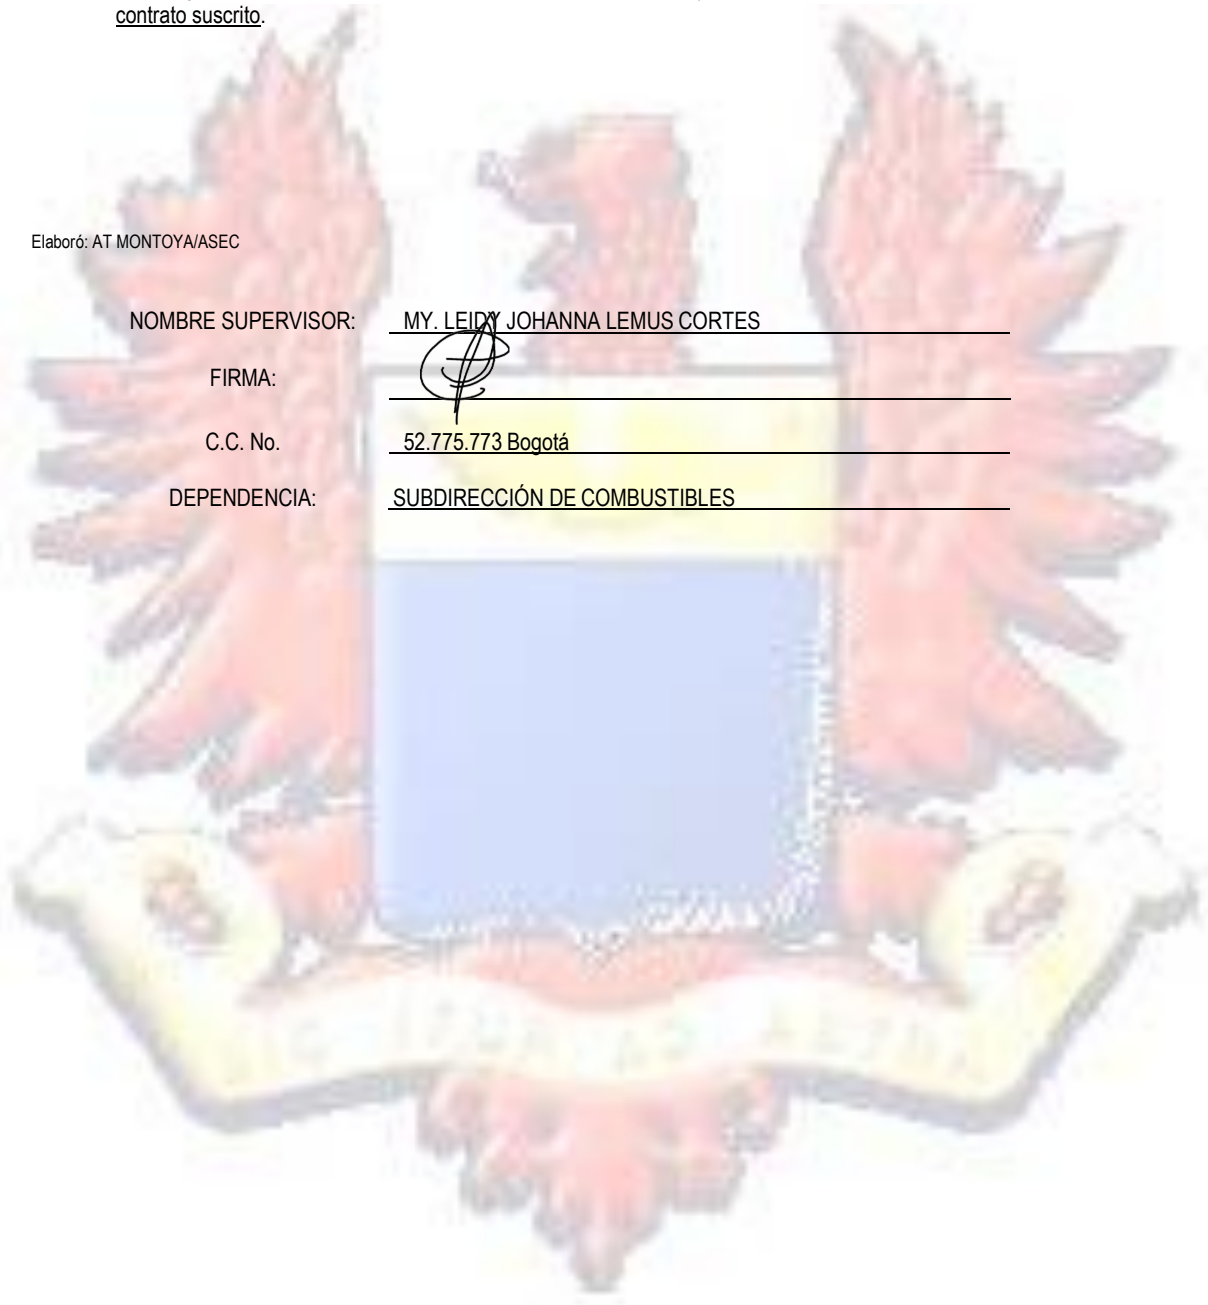 contrato suscrito.
Elaboró: AT MONTOYA/ASEC
NOMBRE SUPERVISOR: MY. LEIDY JOHANNA LEMUS CORTES
FIRMA:
C.C. No. 52.775.773 Bogotá
DEPENDENCIA: SUBDIRECCIÓN DE COMBUSTIBLES